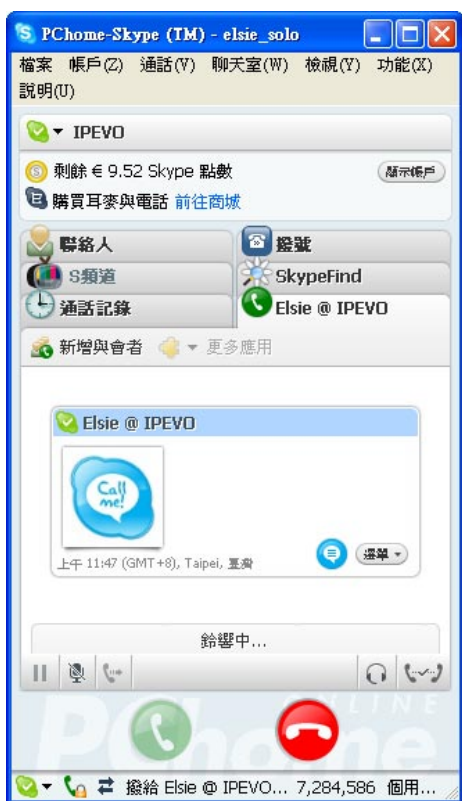 PChome-Skype (TM) - elsie_solo
檔案 帳戶(Z) 通話(Y) 聊天室(W) 檢視(Y) 功能(X)
說明(U)
IPEVO
剩餘 € 9.52 Skype 點數 顯示帳戶
購買耳麥與電話 前往商城
聯絡人 撥號
S頻道 SkypeFind
通話記錄 Elsie @ IPEVO
新增與會者 更多應用
Elsie @ IPEVO
Call me!
上午 11:47 (GMT+8), Taipei, 臺灣 選單
鈴響中...
ONLINE
PChome
撥給 Elsie @ IPEVO... 7,284,586 個用...